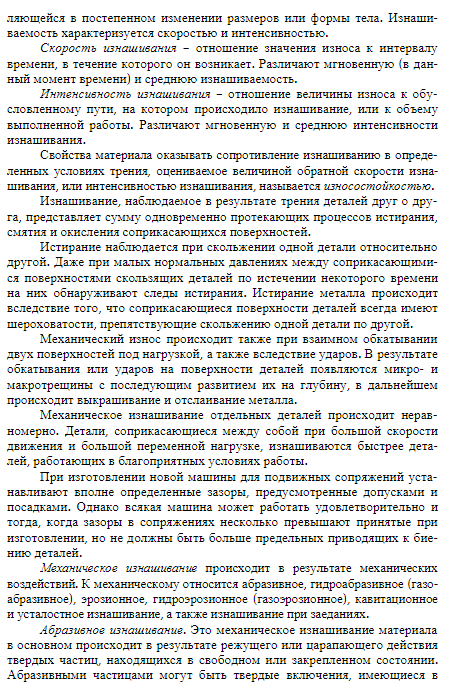 ляющейся в постепенном изменении размеров или формы тела. Изнаши-
ваемость характеризуется скоростью и интенсивностью.
Скорость изнашивания – отношение значения износа к интервалу
времени, в течение которого он возникает. Различают мгновенную (в дан-
ный момент времени) и среднюю изнашиваемость.
Интенсивность изнашивания – отношение величины износа к обу-
словленному пути, на котором происходило изнашивание, или к объему
выполненной работы. Различают мгновенную и среднюю интенсивности
изнашивания.
Свойства материала оказывать сопротивление изнашиванию в опреде-
ленных условиях трения, оцениваемое величиной обратной скорости изна-
шивания, или интенсивностью изнашивания, называется износостойкостью.
Изнашивание, наблюдаемое в результате трения деталей друг о дру-
га, представляет сумму одновременно протекающих процессов истирания,
смятия и окисления соприкасающихся поверхностей.
Истирание наблюдается при скольжении одной детали относительно
другой. Даже при малых нормальных давлениях между соприкасающими-
ся поверхностями скользящих деталей по истечении некоторого времени
на них обнаруживают следы истирания. Истирание металла происходит
вследствие того, что соприкасающиеся поверхности деталей всегда имеют
шероховатости, препятствующие скольжению одной детали по другой.
Механический износ происходит также при взаимном обкатывании
двух поверхностей под нагрузкой, а также вследствие ударов. В результате
обкатывания или ударов на поверхности деталей появляются микро- и
макротрещины с последующим развитием их на глубину, в дальнейшем
происходит выкрашивание и отслаивание металла.
Механическое изнашивание отдельных деталей происходит нерав-
номерно. Детали, соприкасающиеся между собой при большой скорости
движения и большой переменной нагрузке, изнашиваются быстрее дета-
лей, работающих в благоприятных условиях работы.
При изготовлении новой машины для подвижных сопряжений уста-
навливают вполне определенные зазоры, предусмотренные допусками и
посадками. Однако всякая машина может работать удовлетворительно и
тогда, когда зазоры в сопряжениях несколько превышают принятые при
изготовлении, но не должны быть больше предельных приводящих к бие-
нию деталей.
Механическое изнашивание происходит в результате механических
воздействий. К механическому относится абразивное, гидроабразивное (газо-
абразивное), эрозионное, гидроэрозионное (газоэрозионное), кавитационное
и усталостное изнашивание, а также изнашивание при заеданиях.
Абразивное изнашивание. Это механическое изнашивание материала
в основном происходит в результате режущего или царапающего действия
твердых частиц, находящихся в свободном или закрепленном состоянии.
Абразивными частицами могут быть твердые включения, имеющиеся в